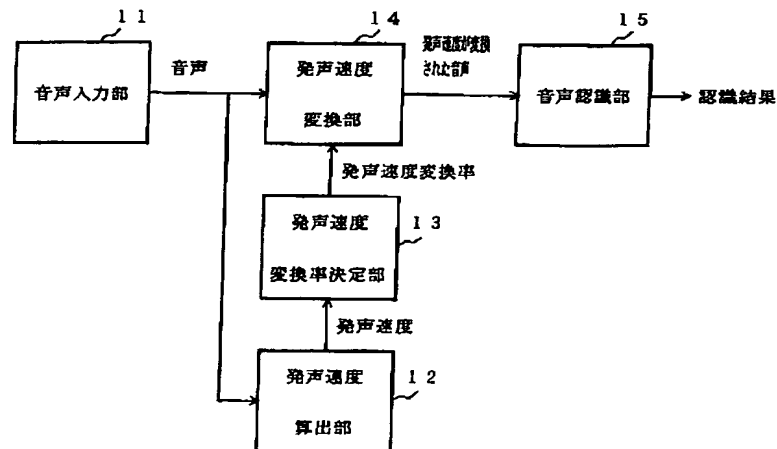 11
音声入力部
音声
14
発声速度
変換部
発声速度が変換
された音声
15
音声認識部
認識結果
発声速度変換率
13
発声速度
変換率決定部
発声速度
12
発声速度
算出部